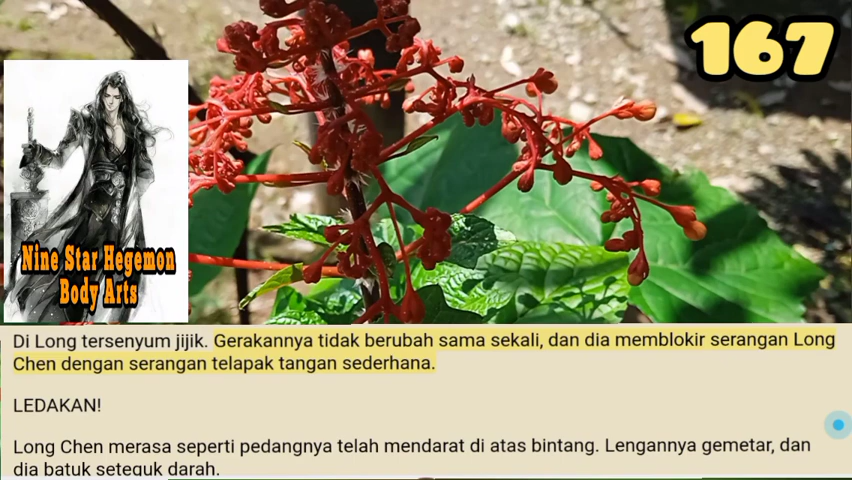 167
Nine Star Hegemon
Body Arts
Di Long tersenyum jijik. Gerakannya tidak berubah sama sekali, dan dia memblokir serangan Long
Chen dengan serangan telapak tangan sederhana.
LEDAKAN!
Long Chen merasa seperti pedangnya telah mendarat di atas bintang. Lengannya gemetar, dan
dia batuk seteguk darah.